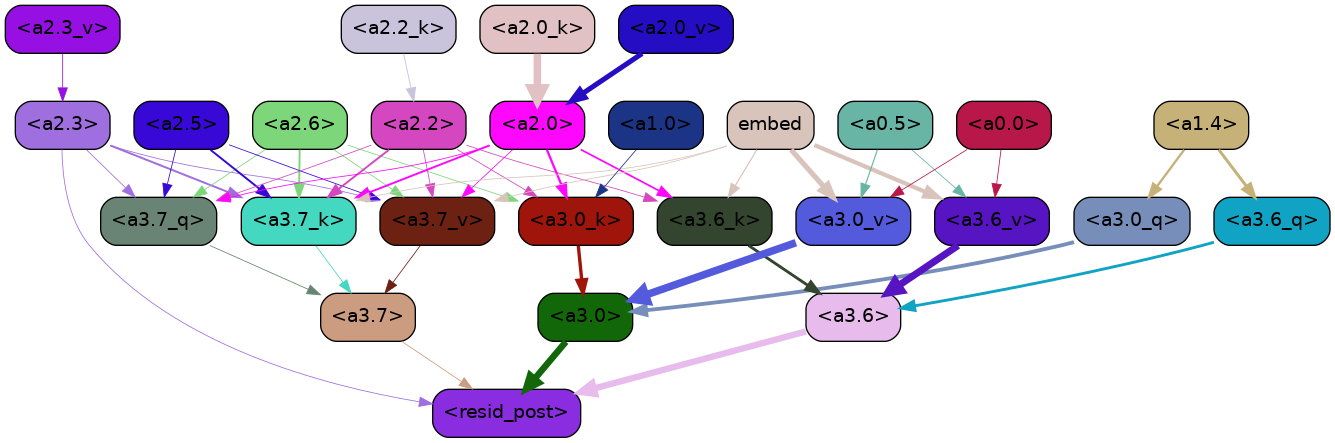 <a2.3_v> <a2.2_k> <a2.0_k> <a2.0_v>
<a2.3> <a2.5> <a2.6> <a2.2> <a2.0> <a1.0> embed <a0.5> <a0.0> <a1.4>
<a3.7_q> <a3.7_k> <a3.7_v> <a3.0_k> <a3.6_k> <a3.0_v> <a3.6_v> <a3.0_q> <a3.6_q>
<a3.7> <a3.0> <a3.6>
<resid_post>